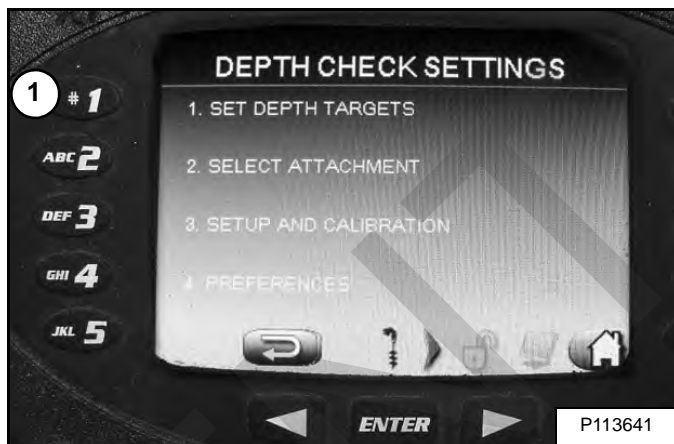 DEPTH CHECK SETTINGS
1
# 1
1. SET DEPTH TARGETS
ABC 2
2. SELECT ATTACHMENT
DEF 3
3. SETUP AND CALIBRATION
GHI 4
4. PREFERENCES
JKL 5
ENTER
P113641